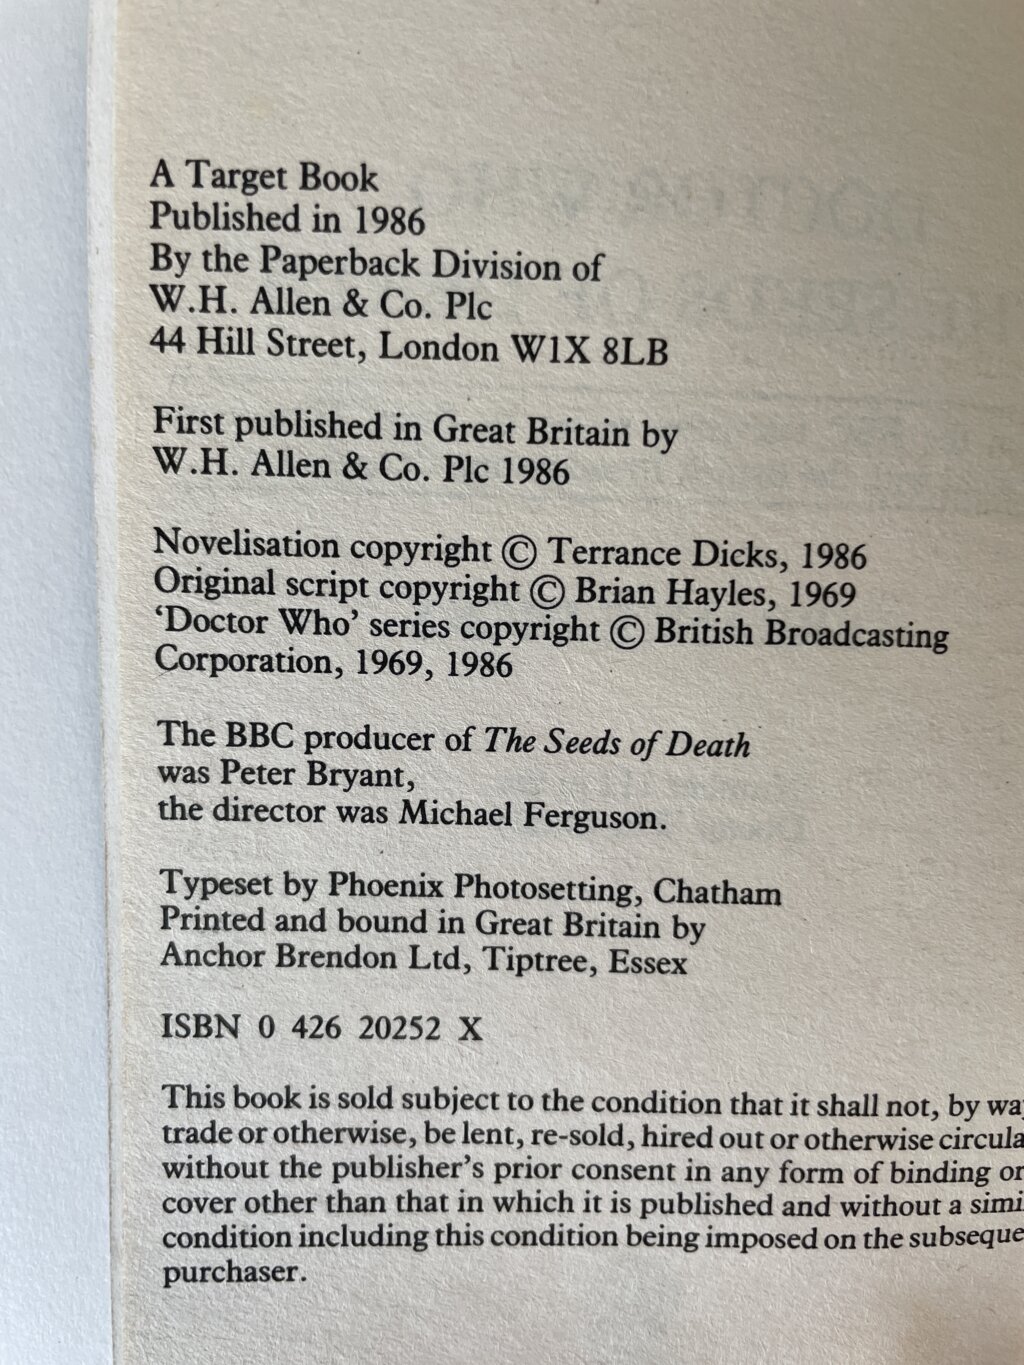 A Target Book
Published in 1986
By the Paperback Division of
W.H. Allen & Co. Plc
44 Hill Street, London W1X 8LB
First published in Great Britain by
W.H. Allen & Co. Plc 1986
Novelisation copyright © Terrance Dicks, 1986
Original script copyright © Brian Hayles, 1969
‘Doctor Who’ series copyright © British Broadcasting
Corporation, 1969, 1986
The BBC producer of The Seeds of Death
was Peter Bryant,
the director was Michael Ferguson.
Typeset by Phoenix Photosetting, Chatham
Printed and bound in Great Britain by
Anchor Brendon Ltd, Tiptree, Essex
ISBN 0 426 20252 X
This book is sold subject to the condition that it shall not, by
trade or otherwise, be lent, re-sold, hired out or otherwise
without the publisher’s prior consent in any form of binding or
cover other than that in which it is published and without a
condition including this condition being imposed on the
purchaser.